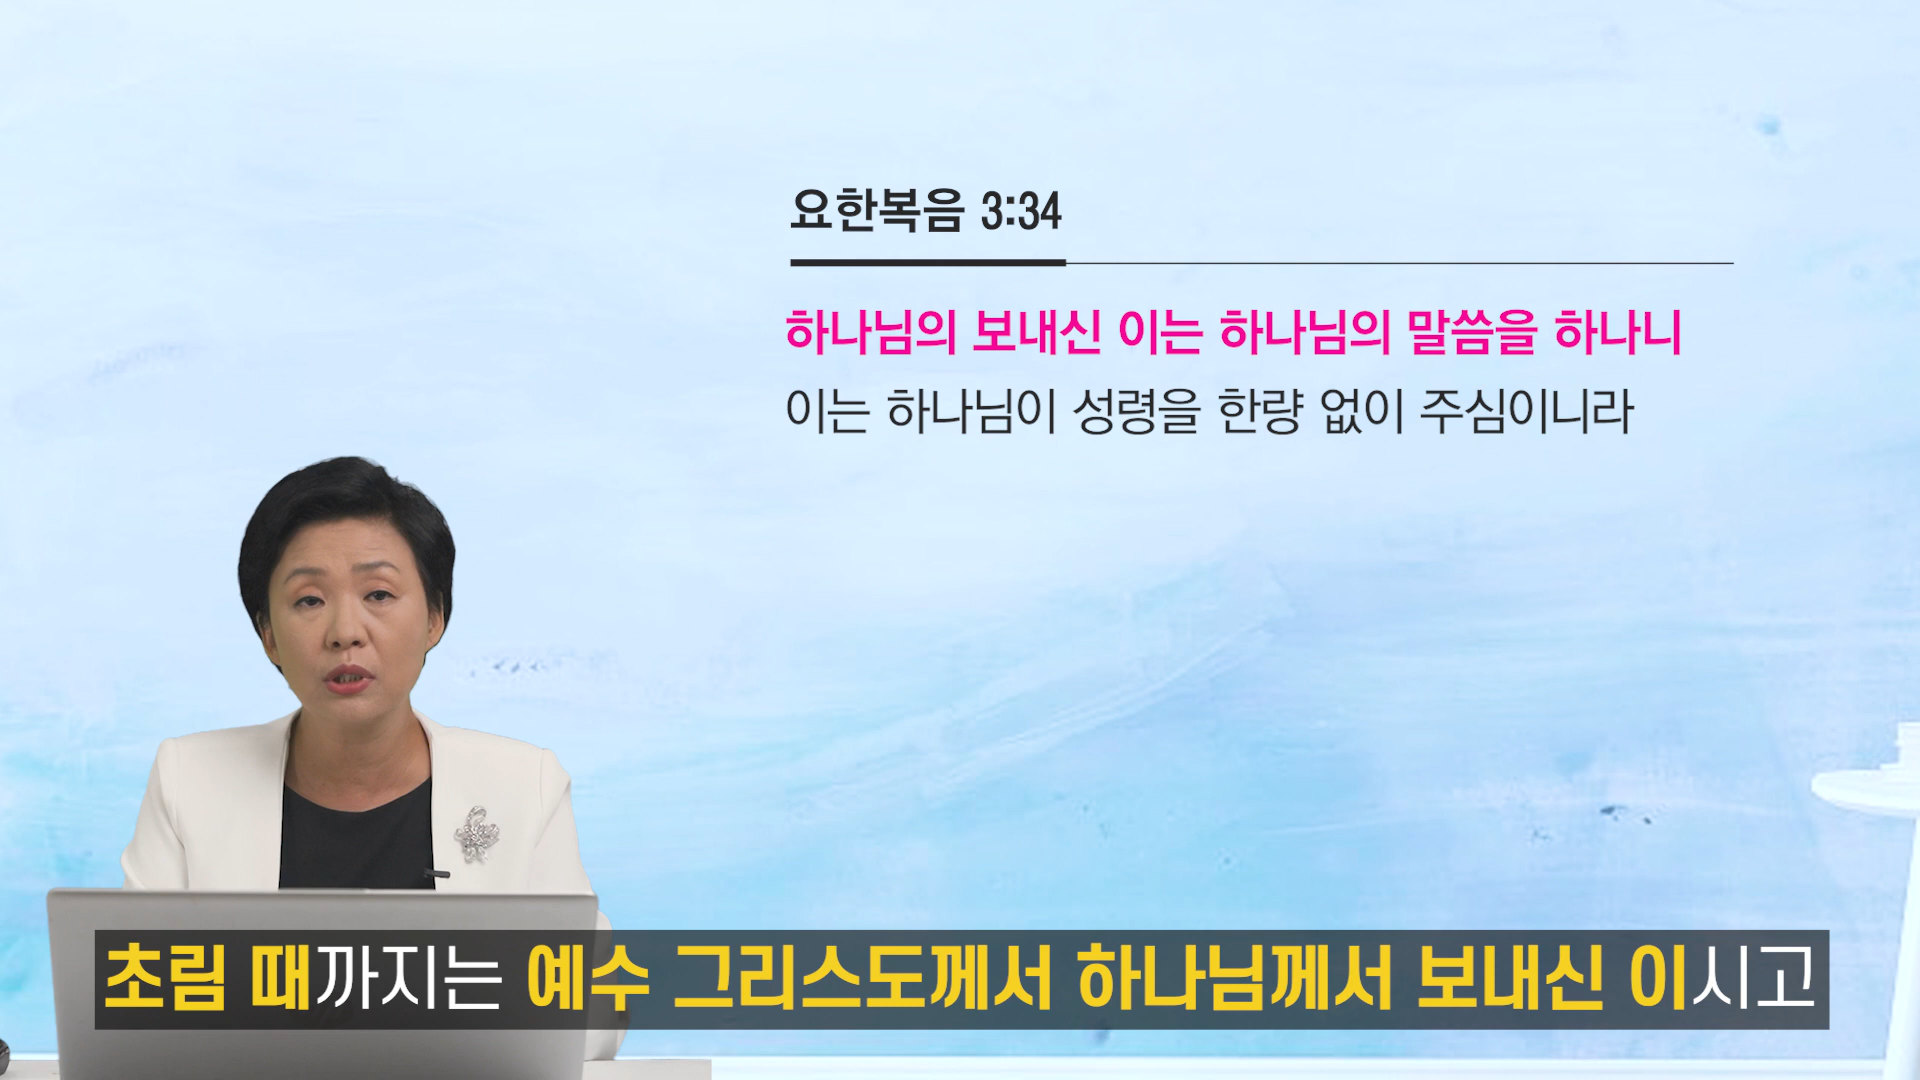 요한복음 3:34
하나님의 보내신 이는 하나님의 말씀을 하나니
이는 하나님이 성령을 한량 없이 주심이니라
초림 때까지는 예수 그리스도께서 하나님께서 보내신 이시고